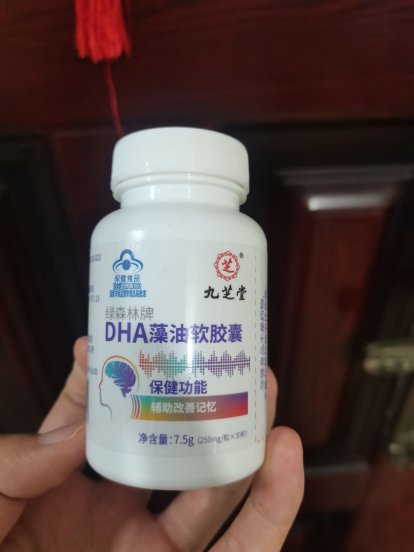 芝
九芝堂®
保健食品
绿森林牌
DHA藻油软胶囊
保健功能
辅助改善记忆
净含量:7.5g (250mg/粒×30粒)